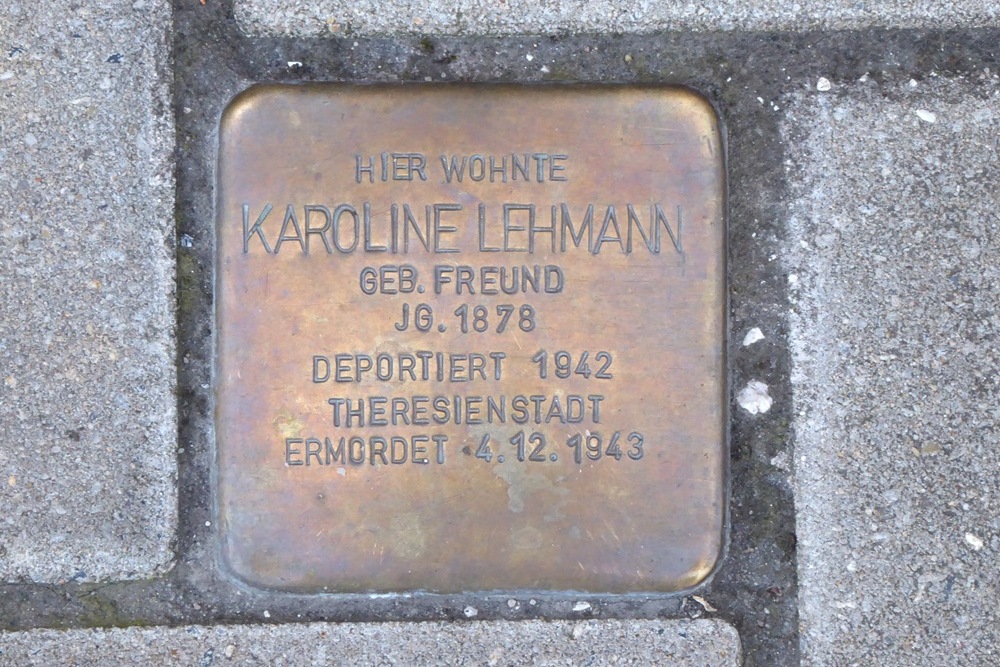 HIER WOHNTE
KAROLINE LEHMANN
GEB. FREUND
JG. 1878
DEPORTIERT 1942
THERESIENSTADT
ERMORDET 4.12.1943